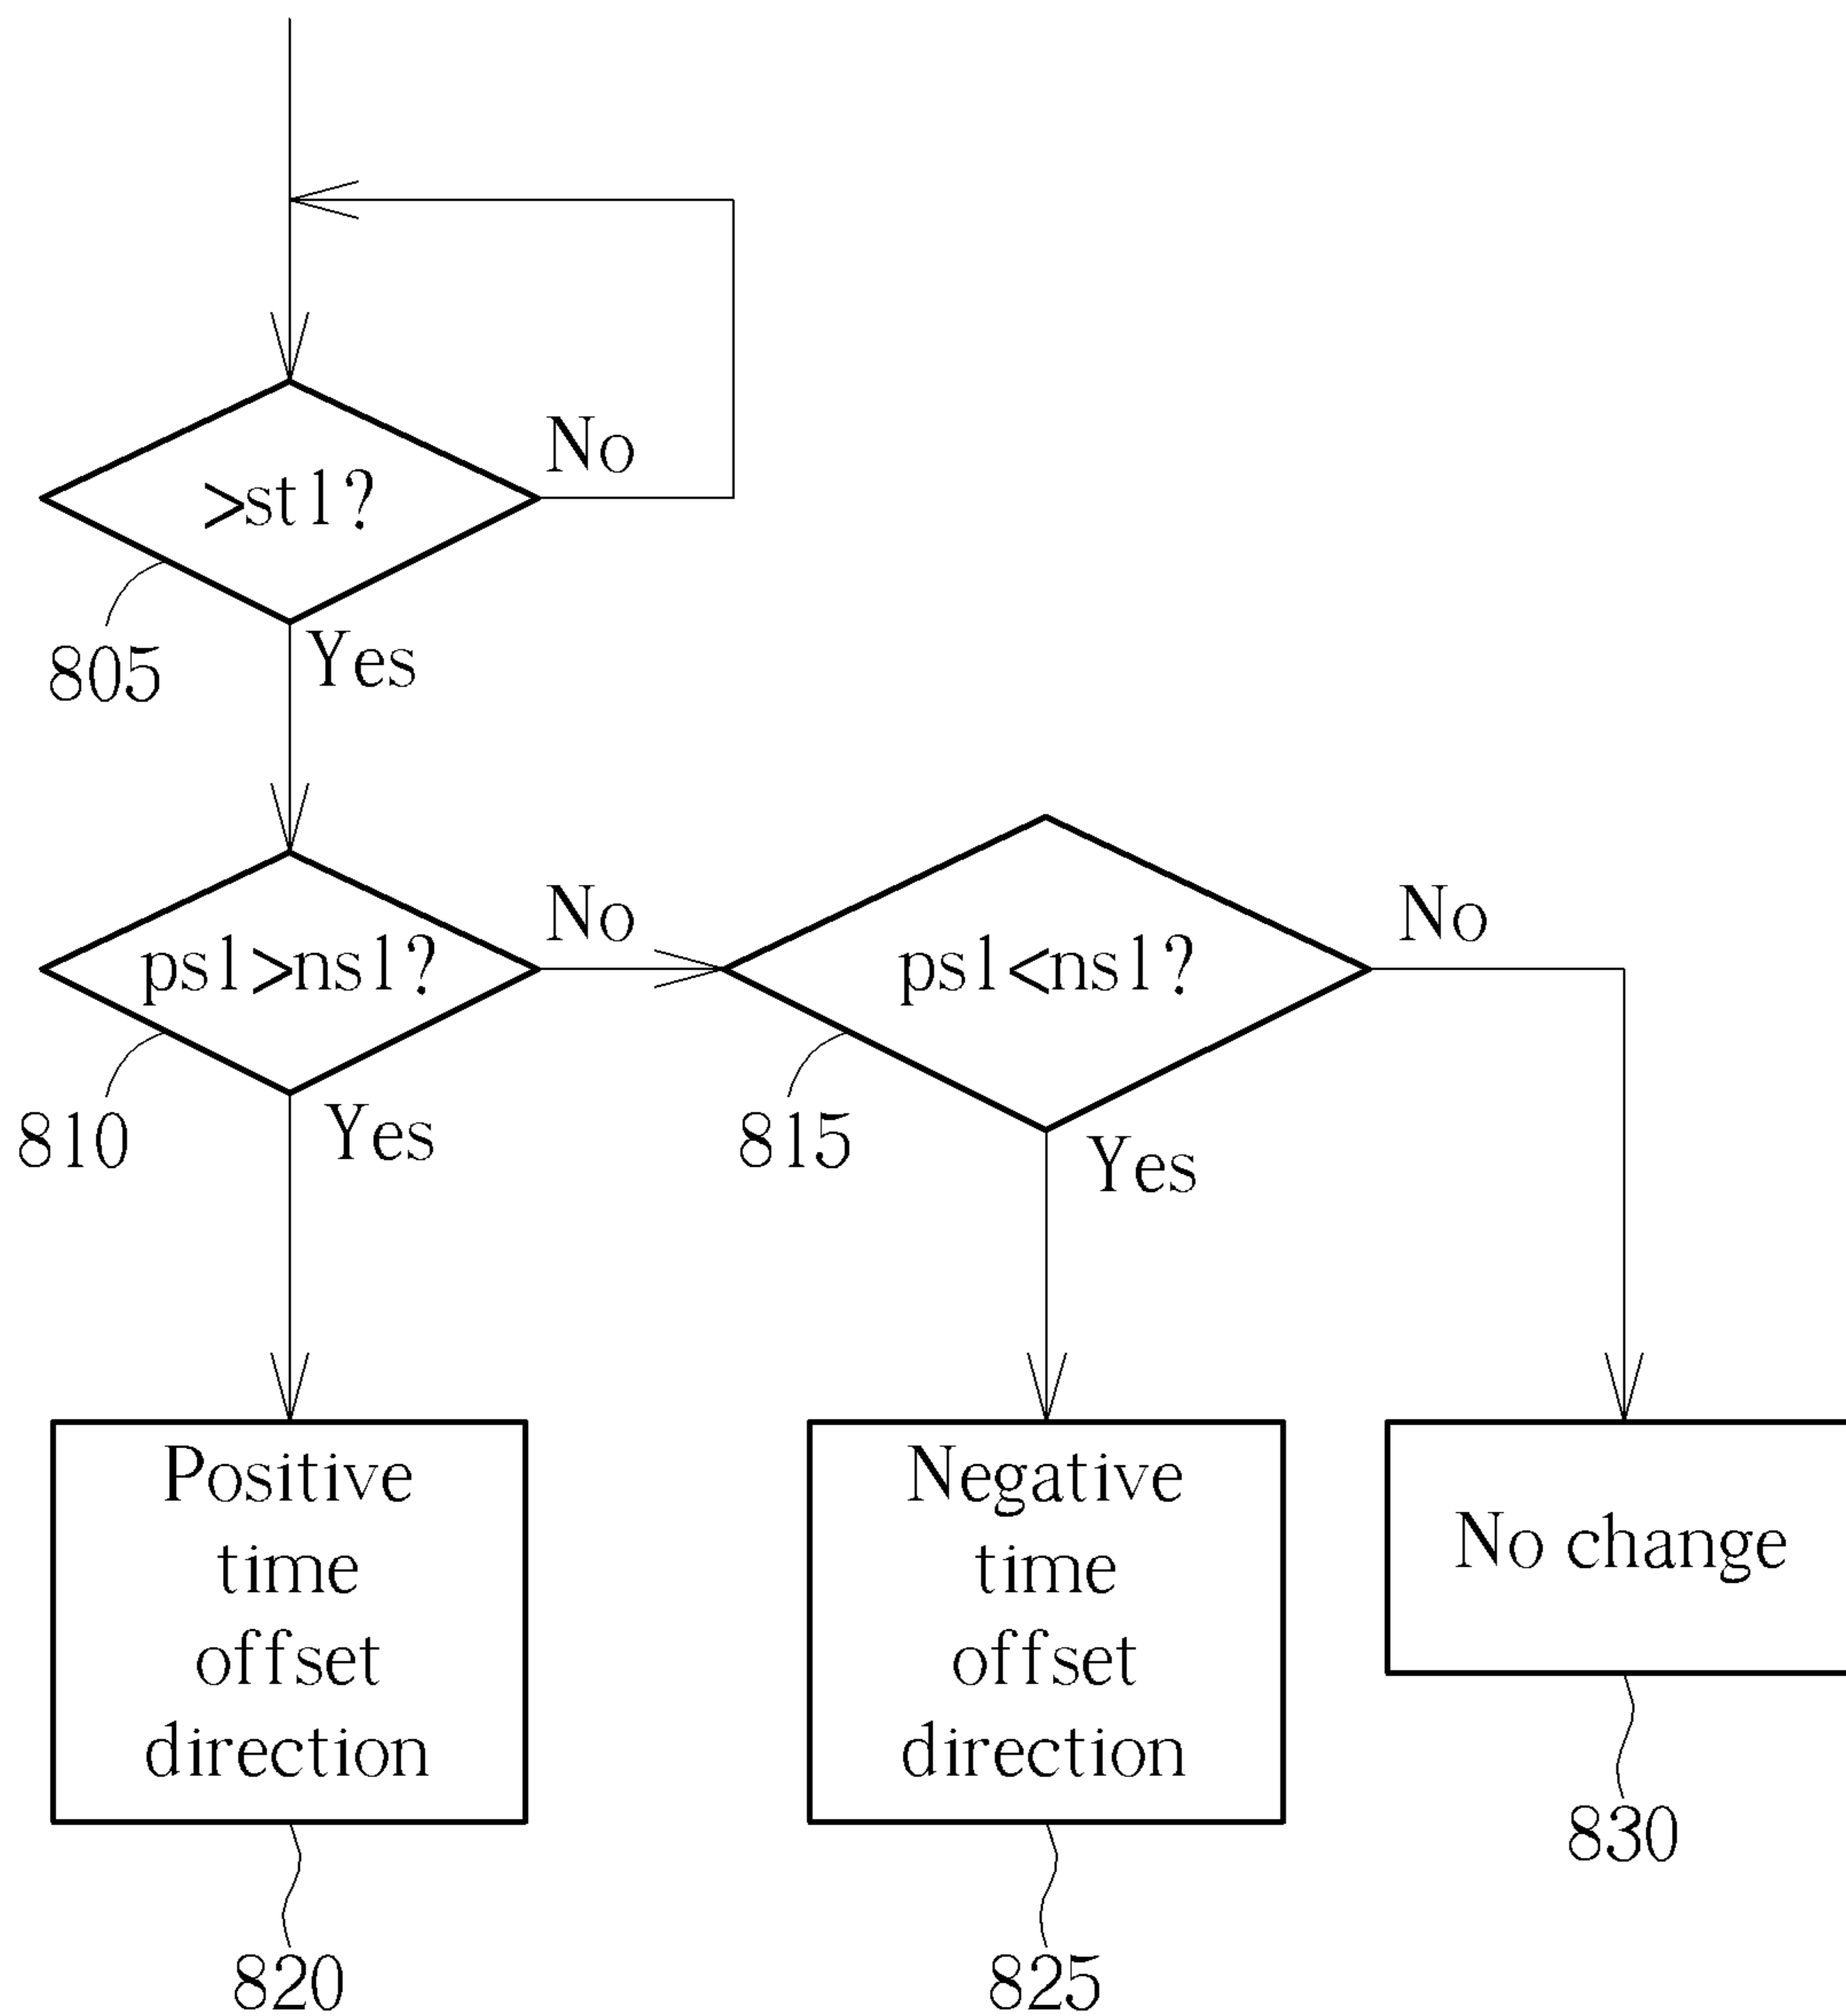 No
>st1?
805
Yes
No
No
ps1>ns1?
ps1<ns1?
810
Yes
815
Yes
Positive
time
offset
direction
Negative
time
offset
direction
No change
830
820
825